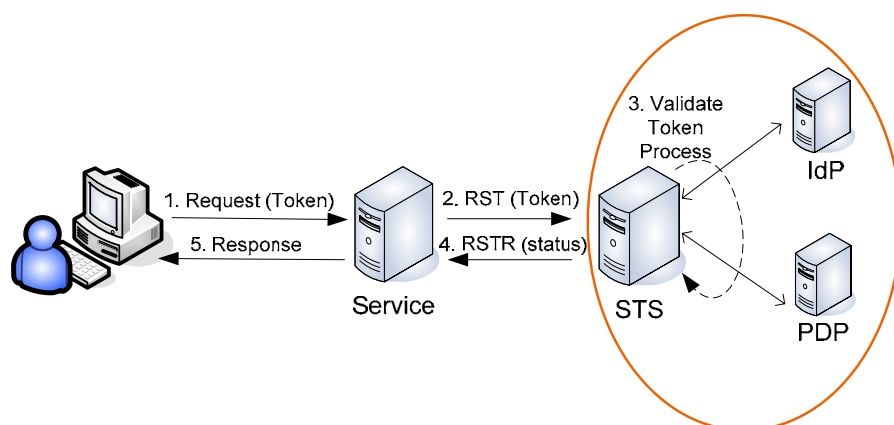 3. Validate
Token
Process
IdP
1. Request (Token)
2. RST (Token)
5. Response
4. RSTR (status)
Service
STS
PDP